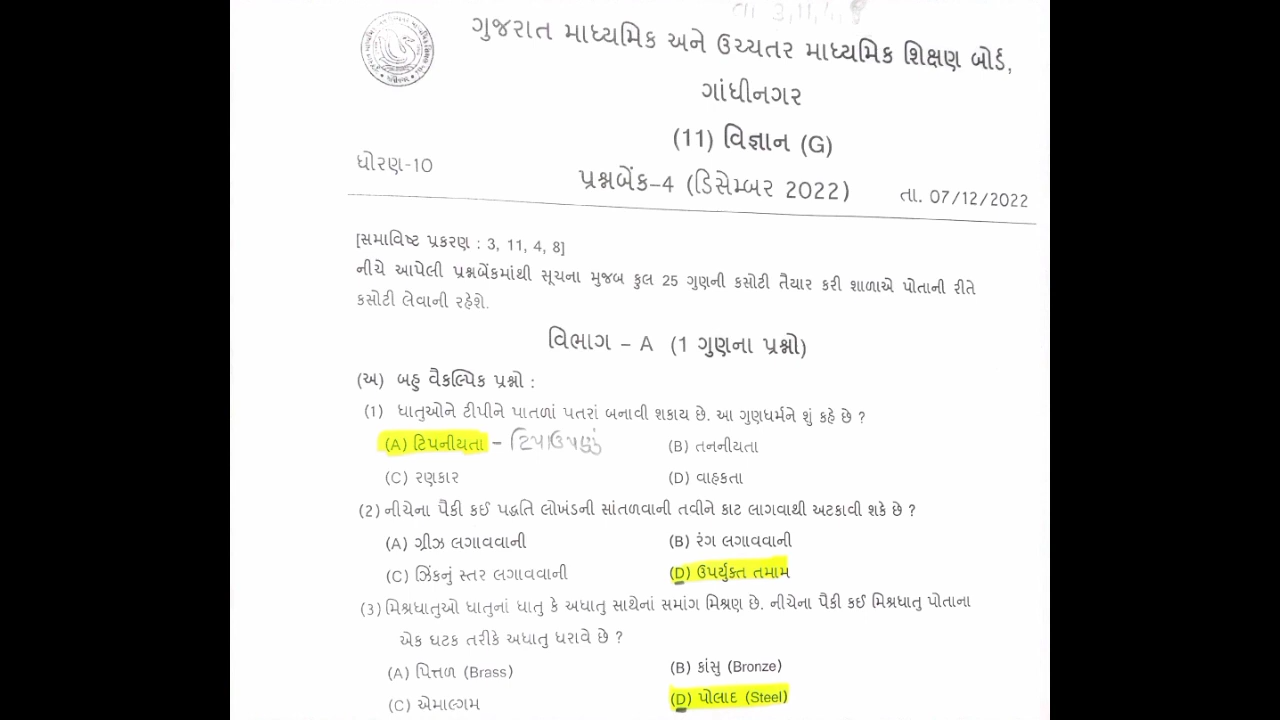 તા 3,11,4,8
ગુજરાત માધ્યમિક અને ઉચ્ચતર માધ્યમિક શિક્ષણ બોર્ડ,
ગાંધીનગર
(11) વિજ્ઞાન (G)
ધોરણ-10
પ્રશ્નબેંક-4 (ડિસેમ્બર 2022)
તા. 07/12/2022
[સમાવિષ્ટ પ્રકરણ : 3, 11, 4, 8]
નીચે આપેલી પ્રશ્નબેંકમાંથી સૂચના મુજબ કુલ 25 ગુણની કસોટી તૈયાર કરી શાળાએ પોતાની રીતે
કસોટી લેવાની રહેશે.
વિભાગ – A (1 ગુણના પ્રશ્નો)
(અ) બહુ વૈકલ્પિક પ્રશ્નો :
(1) ધાતુઓને ટીપીને પાતળાં પતરાં બનાવી શકાય છે. આ ગુણધર્મને શું કહે છે ?
(A) ટિપનીયતા – ટિપાઉપણું
(B) તનનીયતા
(C) રણકાર
(D) વાહકતા
(2) નીચેના પૈકી કઈ પદ્ધતિ લોખંડની સાંતળવાની તવીને કાટ લાગવાથી અટકાવી શકે છે ?
(A) ગ્રીઝ લગાવવાની
(B) રંગ લગાવવાની
(C) ઝિંકનું સ્તર લગાવવાની
(D) ઉપર્યુક્ત તમામ
(3) મિશ્રધાતુઓ ધાતુનાં ધાતુ કે અધાતુ સાથેનાં સમાંગ મિશ્રણ છે. નીચેના પૈકી કઈ મિશ્રધાતુ પોતાના
એક ઘટક તરીકે અધાતુ ધરાવે છે ?
(A) પિત્તળ (Brass)
(B) કાંસુ (Bronze)
(C) એમાલ્ગમ
(D) પોલાદ (Steel)